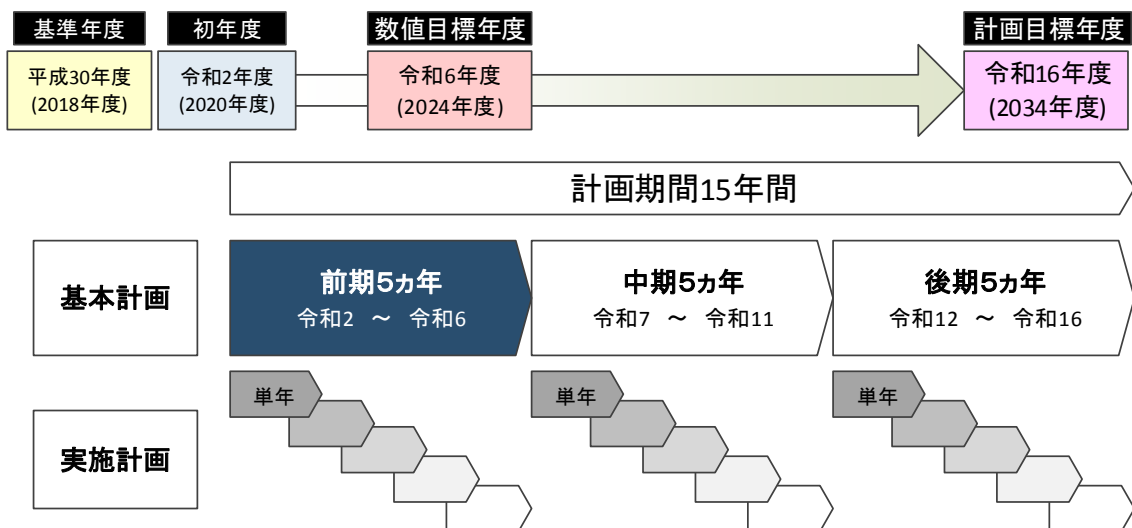 基準年度
初年度
数値目標年度
計画目標年度
平成30年度
(2018年度)
令和2年度
(2020年度)
令和6年度
(2024年度)
令和16年度
(2034年度)
計画期間15年間
基本計画
前期5ヵ年
令和2 ～ 令和6
中期5ヵ年
令和7 ～ 令和11
後期5ヵ年
令和12 ～ 令和16
実施計画
単年
単年
単年